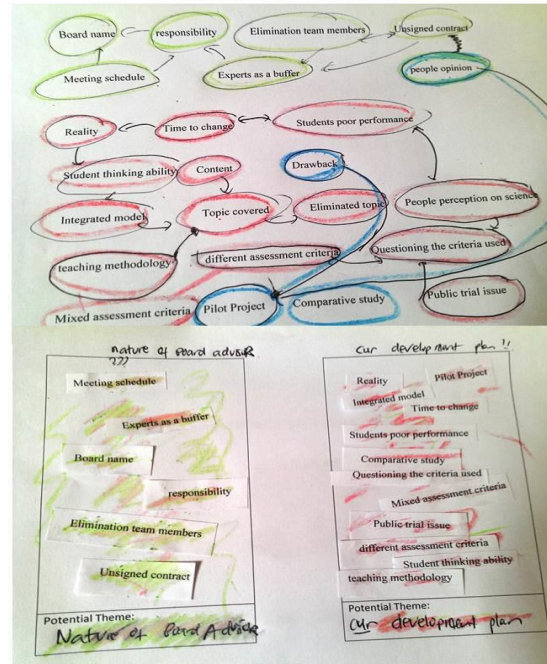 Board name
responsibility
Elimination team members
Unsigned contract
Meeting schedule
Experts as a buffer
people opinion
Reality
Time to change
Students poor performance
Student thinking ability
Content
Drawback
Integrated model
Topic covered
Eliminated topic
People perception on science
teaching methodology
different assessment criteria
Questioning the criteria used
Mixed assessment criteria
Pilot Project
Comparative study
Public trial issue
nature of Board advisor
???
Meeting schedule
Experts as a buffer
Board name
responsibility
Elimination team members
Unsigned contract
Potential Theme:
Nature of Board Advisor
cur development plan !!
Reality
Pilot Project
Integrated model
Time to change
Students poor performance
Comparative study
Questioning the criteria used
Mixed assessment criteria
Public trial issue
different assessment criteria
Student thinking ability
teaching methodology
Potential Theme:
cur development plan